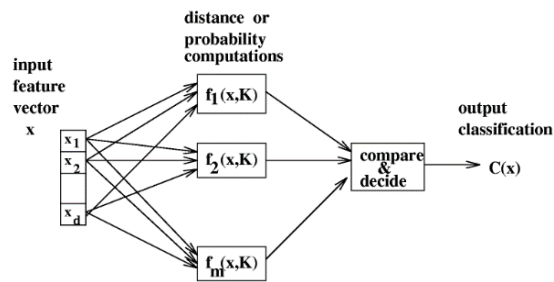 distance or
probability
computations
input
feature
vector
x
x1
x2
xd
f1(x,K)
f2(x,K)
fm(x,K)
compare
&
decide
output
classification
C(x)